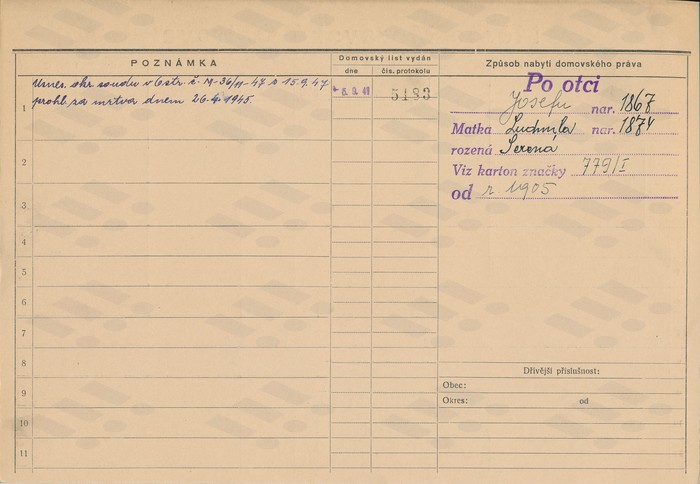 POZNÁMKA
Domovský list vydán
dne
čís. protokolu
Způsob nabytí domovského práva
1
Usnes. okr. soudu v Ostr. č. 36/11-47 z 15.9.47
prohl. za mrtva dnem 26.4.1945.
5183
Po otci
Josefu nar. 1867
Matka Ludmila nar. 1874
rozená
Viz karton značky 779/I
od r. 1905
2
3
4
5
6
7
8
9
10
11
Dřívější příslušnost:
Obec:
Okres: od